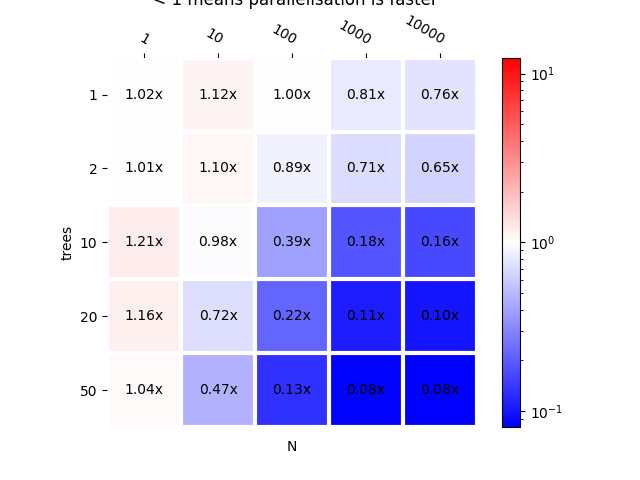 < 1 means parallelisation is faster
1 10 100 1000 10000
1 1.02x 1.12x 1.00x 0.81x 0.76x
2 1.01x 1.10x 0.89x 0.71x 0.65x
10 1.21x 0.98x 0.39x 0.18x 0.16x
20 1.16x 0.72x 0.22x 0.11x 0.10x
50 1.04x 0.47x 0.13x 0.08x 0.08x
trees
N
10¹
10⁰
10⁻¹